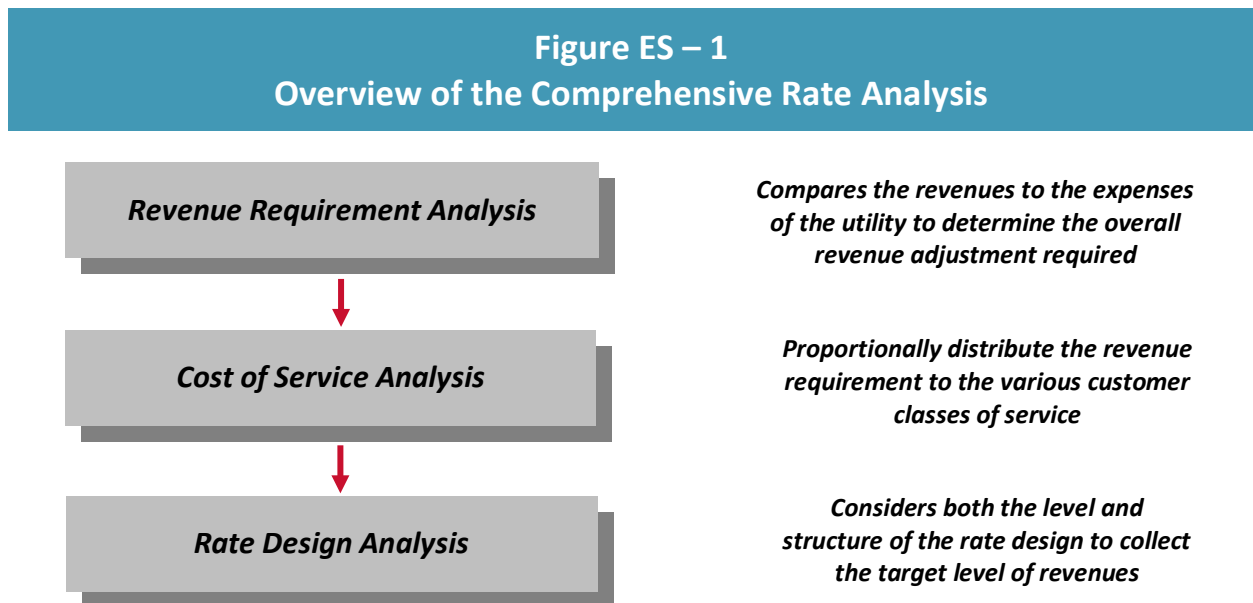 Figure ES – 1
Overview of the Comprehensive Rate Analysis
Revenue Requirement Analysis
Compares the revenues to the expenses
of the utility to determine the overall
revenue adjustment required
Cost of Service Analysis
Proportionally distribute the revenue
requirement to the various customer
classes of service
Rate Design Analysis
Considers both the level and
structure of the rate design to collect
the target level of revenues